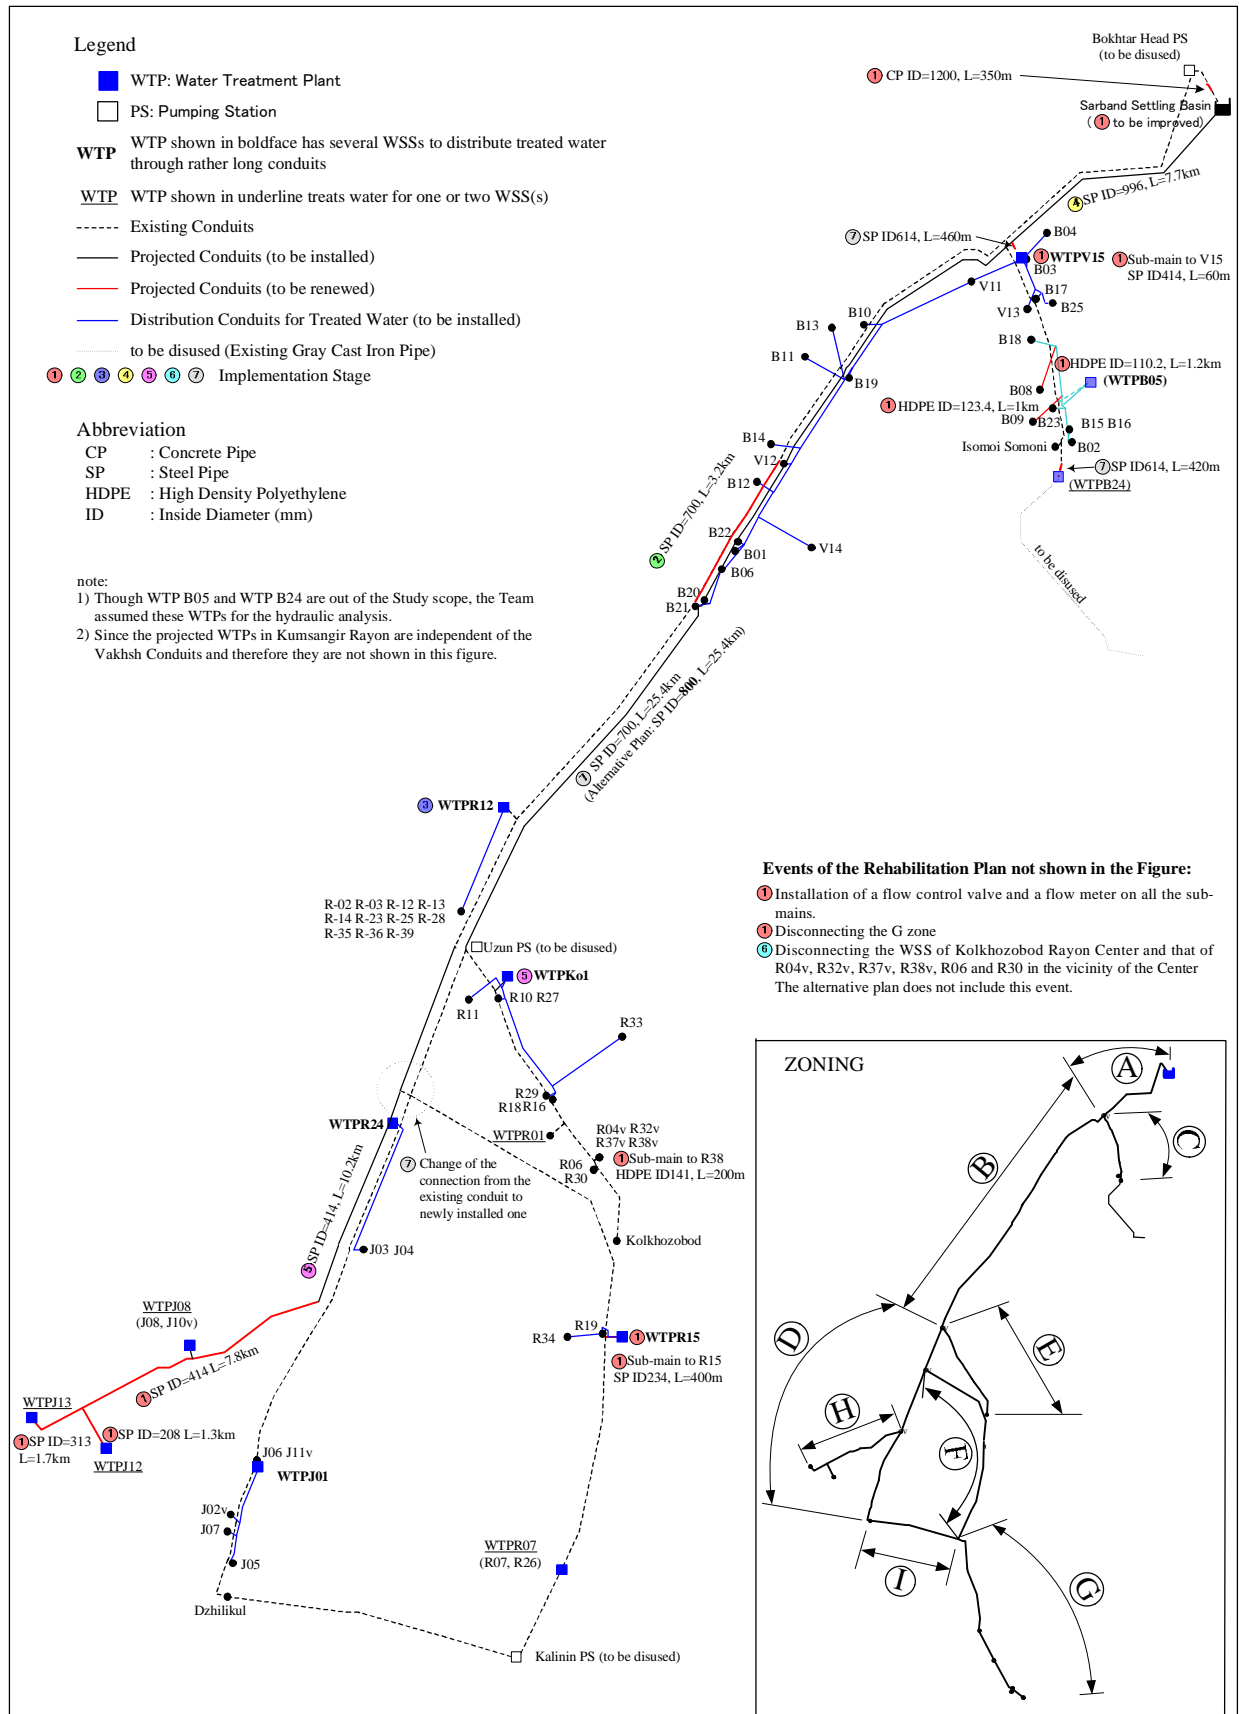 Legend
WTP: Water Treatment Plant
PS: Pumping Station
WTP WTP shown in boldface has several WSSs to distribute treated water
through rather long conduits
WTP WTP shown in underline treats water for one or two WSS(s)
Existing Conduits
Projected Conduits (to be installed)
Projected Conduits (to be renewed)
Distribution Conduits for Treated Water (to be installed)
to be disused (Existing Gray Cast Iron Pipe)
1 2 3 4 5 6 7 Implementation Stage
Abbreviation
CP : Concrete Pipe
SP : Steel Pipe
HDPE : High Density Polyethylene
ID : Inside Diameter (mm)
note:
1) Though WTP B05 and WTP B24 are out of the Study scope, the Team
assumed these WTPs for the hydraulic analysis.
2) Since the projected WTPs in Kumsangir Rayon are independent of the
Vakhsh Conduits and therefore they are not shown in this figure.
Bokhtar Head PS
(to be disused)
1 CP ID=1200, L=350m
Sarband Settling Basin
( 1 to be improved)
4 SP ID=996, L=7.7km
7 SP ID614, L=460m
B04
1 WTPV15
B03
1 Sub-main to V15
SP ID414, L=60m
V11
B17
V13
B25
B10
B13
B18
B11
1 HDPE ID=110.2, L=1.2km
(WTPB05)
B19
B08
1 HDPE ID=123.4, L=1km
B09
B23
B15 B16
B14
Isomoi Somoni
B02
V12
7 SP ID614, L=420m
B12
(WTPB24)
2 SP ID=700, L=3.2km
B22
B01
V14
B06
to be disused
B20
B21
7 SP ID=700, L=25.4km
(Alternative Plan: SP ID=800, L=25.4km)
3 WTPR12
R-02 R-03 R-12 R-13
R-14 R-23 R-25 R-28
R-35 R-36 R-39
Uzun PS (to be disused)
5 WTPKo1
R10 R27
R11
R33
R29
R18 R16
WTPR24
WTPR01
R04v R32v
R37v R38v
R06
R30
1 Sub-main to R38
HDPE ID141, L=200m
7 Change of the
connection from the
existing conduit to
newly installed one
5 SP ID=414, L=10.2km
J03 J04
Kolkhozobod
WTPJ08
(J08, J10v)
R19
R34
1 WTPR15
1 Sub-main to R15
SP ID234, L=400m
1 SP ID=414 L=7.8km
WTPJ13
1 SP ID=208 L=1.3km
1 SP ID=313
L=1.7km
WTPJ12
J06 J11v
WTPJ01
J02v
J07
J05
WTPR07
(R07, R26)
Dzhilikul
Kalinin PS (to be disused)
Events of the Rehabilitation Plan not shown in the Figure:
1 Installation of a flow control valve and a flow meter on all the sub-
mains.
1 Disconnecting the G zone
6 Disconnecting the WSS of Kolkhozobod Rayon Center and that of
R04v, R32v, R37v, R38v, R06 and R30 in the vicinity of the Center
The alternative plan does not include this event.
ZONING
A
B
C
D
E
H
F
I
G